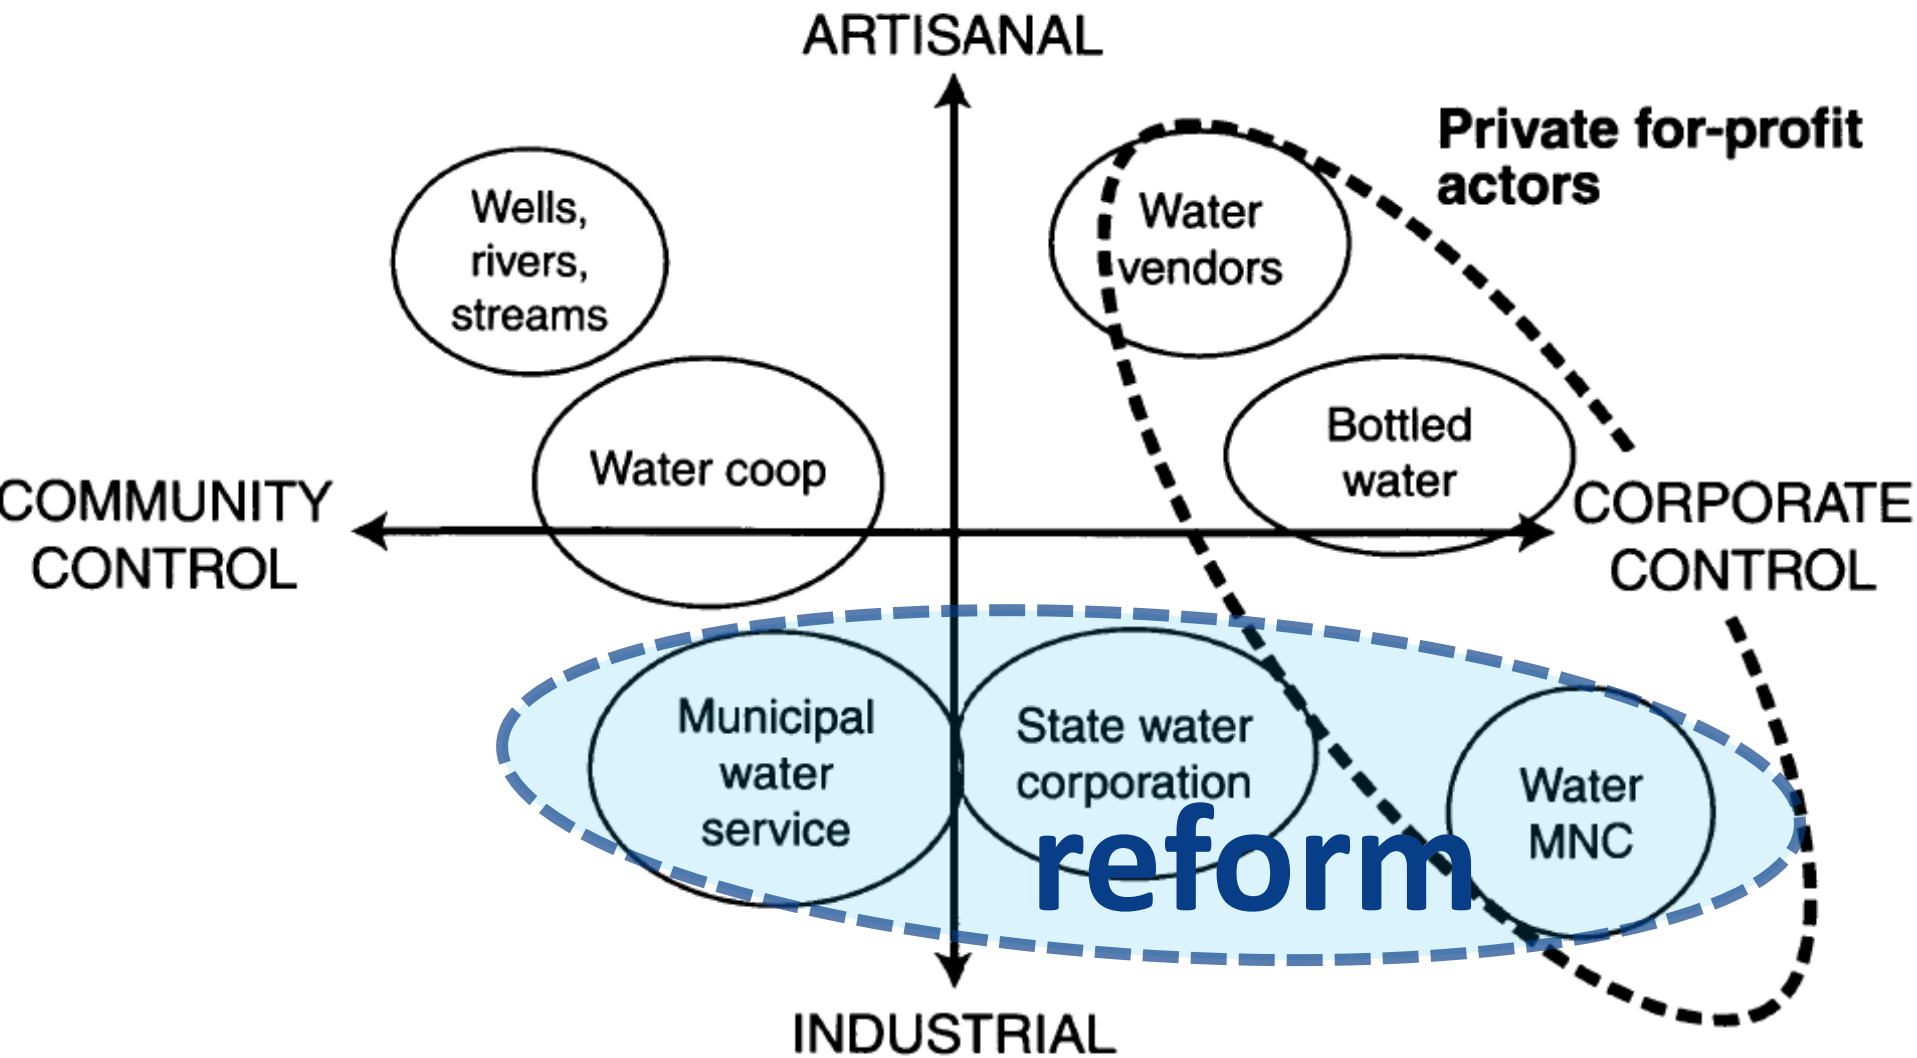 ARTISANAL
Private for-profit
actors
Wells,
rivers,
streams
Water
vendors
Water coop
Bottled
water
COMMUNITY
CONTROL
CORPORATE
CONTROL
Municipal
water
service
State water
corporation
reform
Water
MNC
INDUSTRIAL